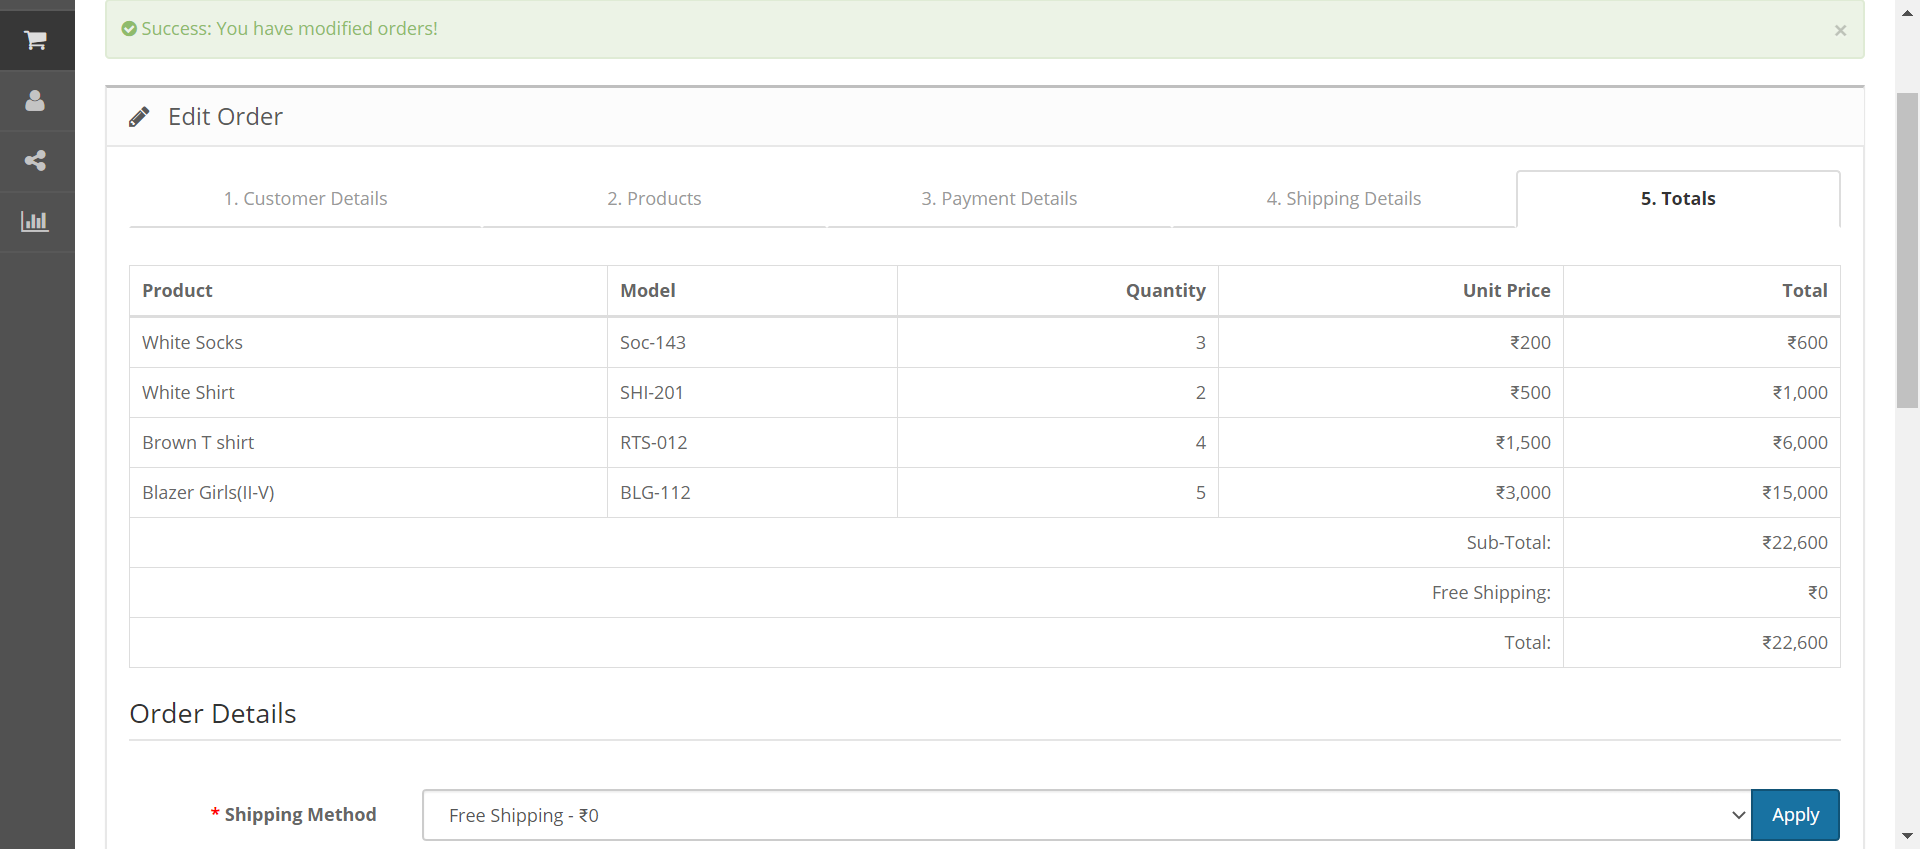 Success: You have modified orders! ×
Edit Order
1. Customer Details 2. Products 3. Payment Details 4. Shipping Details 5. Totals
Product Model Quantity Unit Price Total
White Socks Soc-143 3 ₹200 ₹600
White Shirt SHI-201 2 ₹500 ₹1,000
Brown T shirt RTS-012 4 ₹1,500 ₹6,000
Blazer Girls(II-V) BLG-112 5 ₹3,000 ₹15,000
Sub-Total: ₹22,600
Free Shipping: ₹0
Total: ₹22,600
Order Details
* Shipping Method Free Shipping - ₹0 Apply